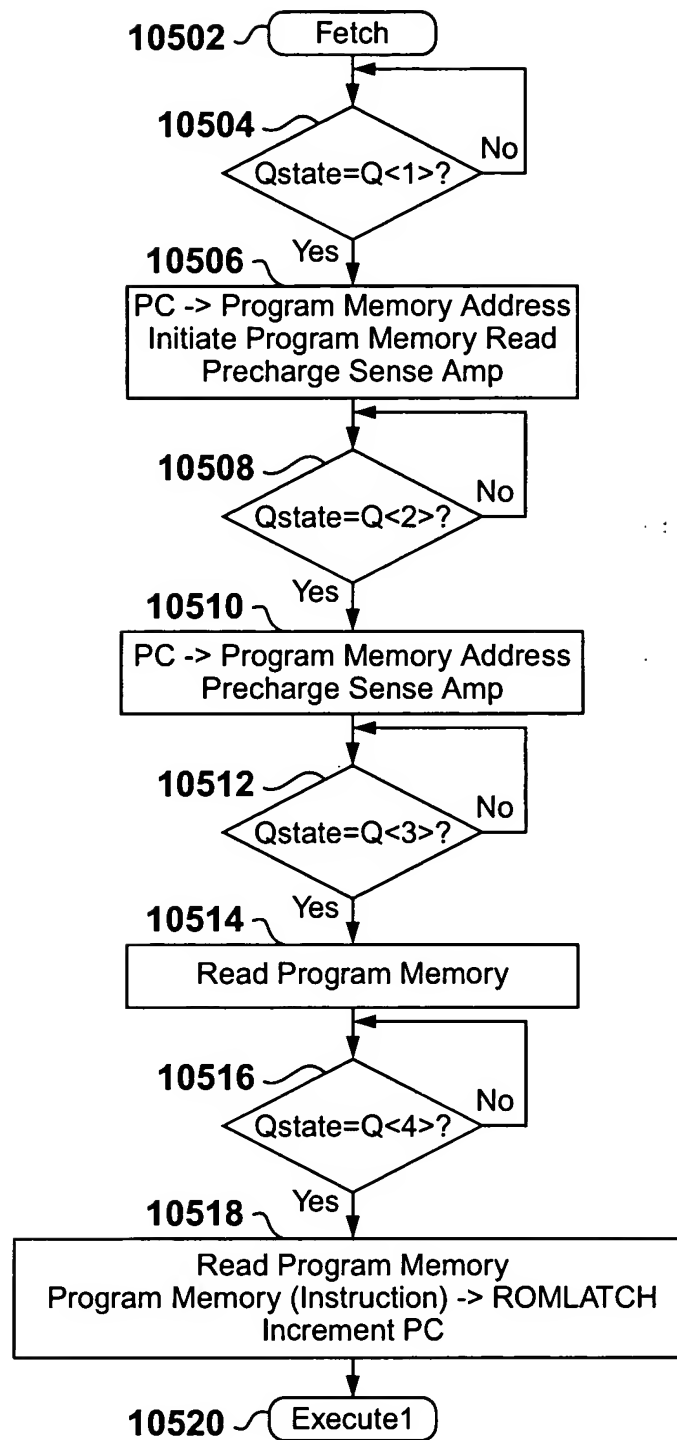 10502 Fetch
10504
Qstate=Q<1>?
No
Yes
10506
PC -> Program Memory Address
Initiate Program Memory Read
Precharge Sense Amp
10508
Qstate=Q<2>?
No
Yes
10510
PC -> Program Memory Address
Precharge Sense Amp
10512
Qstate=Q<3>?
No
Yes
10514
Read Program Memory
10516
Qstate=Q<4>?
No
Yes
10518
Read Program Memory
Program Memory (Instruction) -> ROMLATCH
Increment PC
10520 Execute1